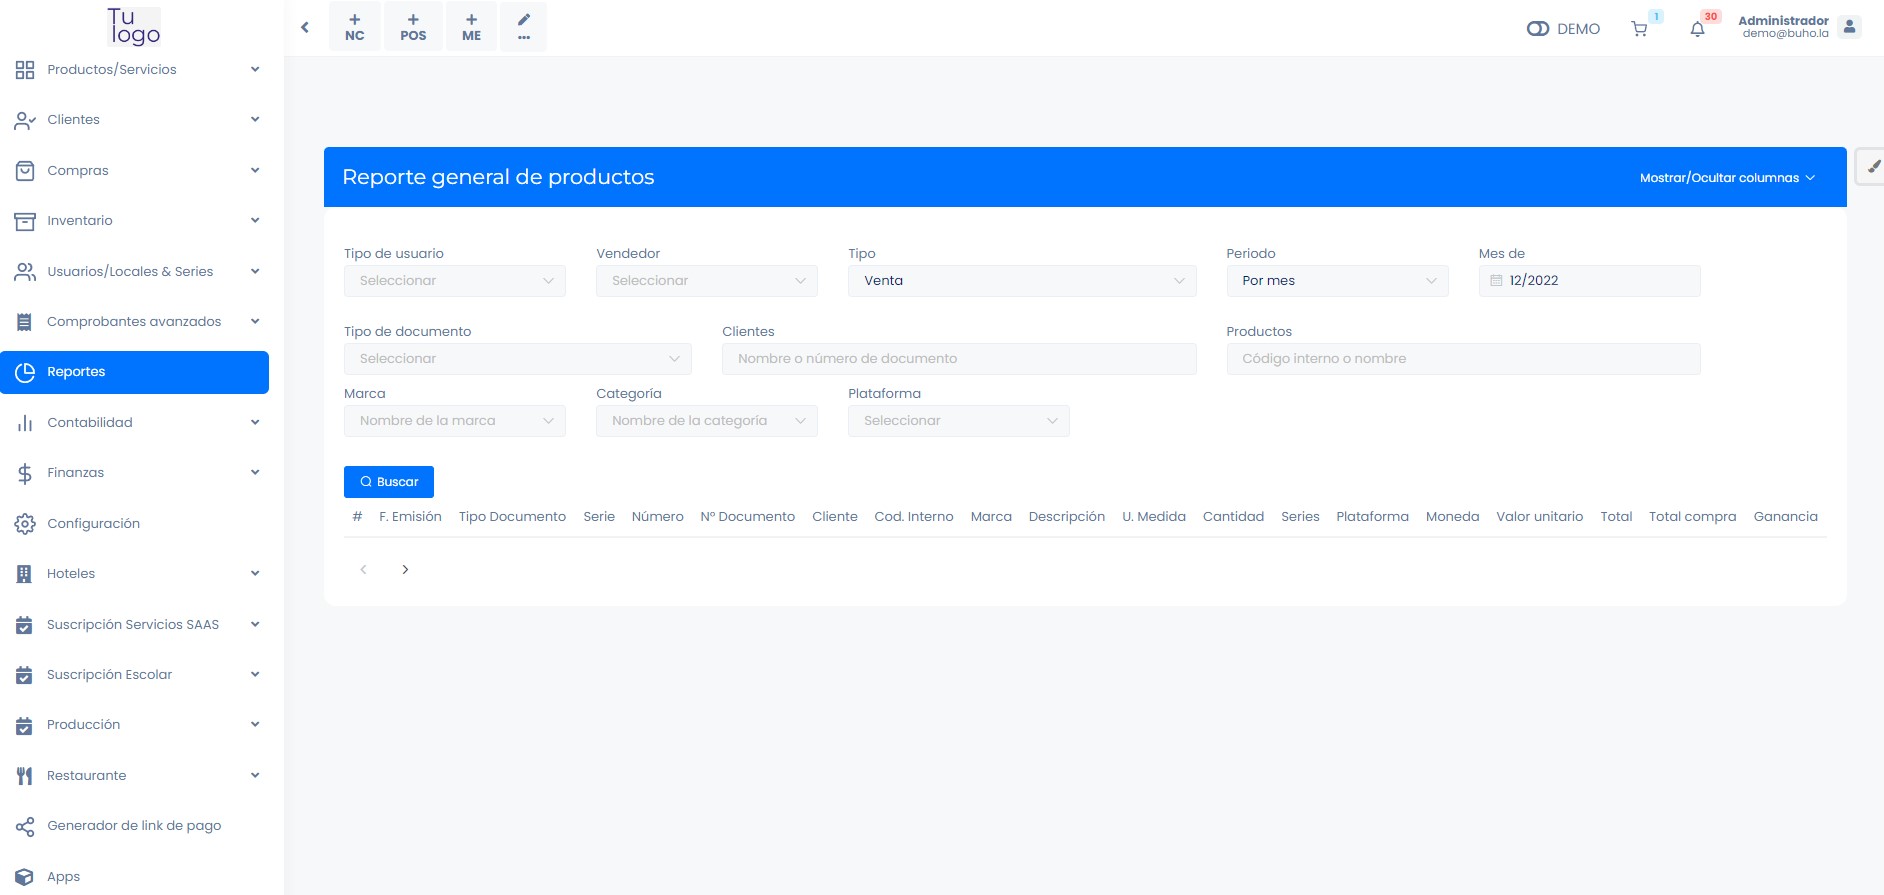 Tu
logo
Productos/Servicios
Clientes
Compras
Inventario
Usuarios/Locales & Series
Comprobantes avanzados
Reportes
Contabilidad
Finanzas
Configuración
Hoteles
Suscripción Servicios SAAS
Suscripción Escolar
Producción
Restaurante
Generador de link de pago
Apps
NC
POS
ME
...
DEMO
1
30
Administrador
demo@buho.la
Reporte general de productos
Mostrar/Ocultar columnas
Tipo de usuario Vendedor Tipo Periodo Mes de
Seleccionar Seleccionar Venta Por mes 12/2022
Tipo de documento Clientes Productos
Seleccionar Nombre o número de documento Código interno o nombre
Marca Categoría Plataforma
Nombre de la marca Nombre de la categoría Seleccionar
Buscar
# F. Emisión Tipo Documento Serie Número N° Documento Cliente Cod. Interno Marca Descripción U. Medida Cantidad Series Plataforma Moneda Valor unitario Total Total compra Ganancia